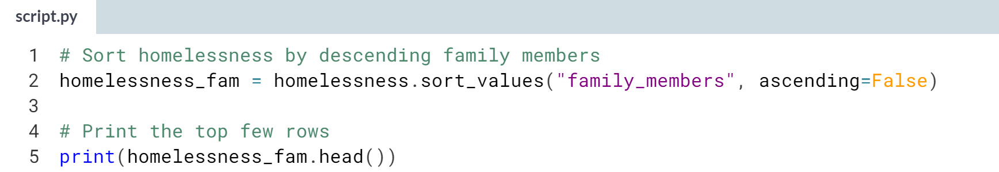 script.py
1 # Sort homelessness by descending family members
2 homelessness_fam = homelessness.sort_values("family_members", ascending=False)
3
4 # Print the top few rows
5 print(homelessness_fam.head())